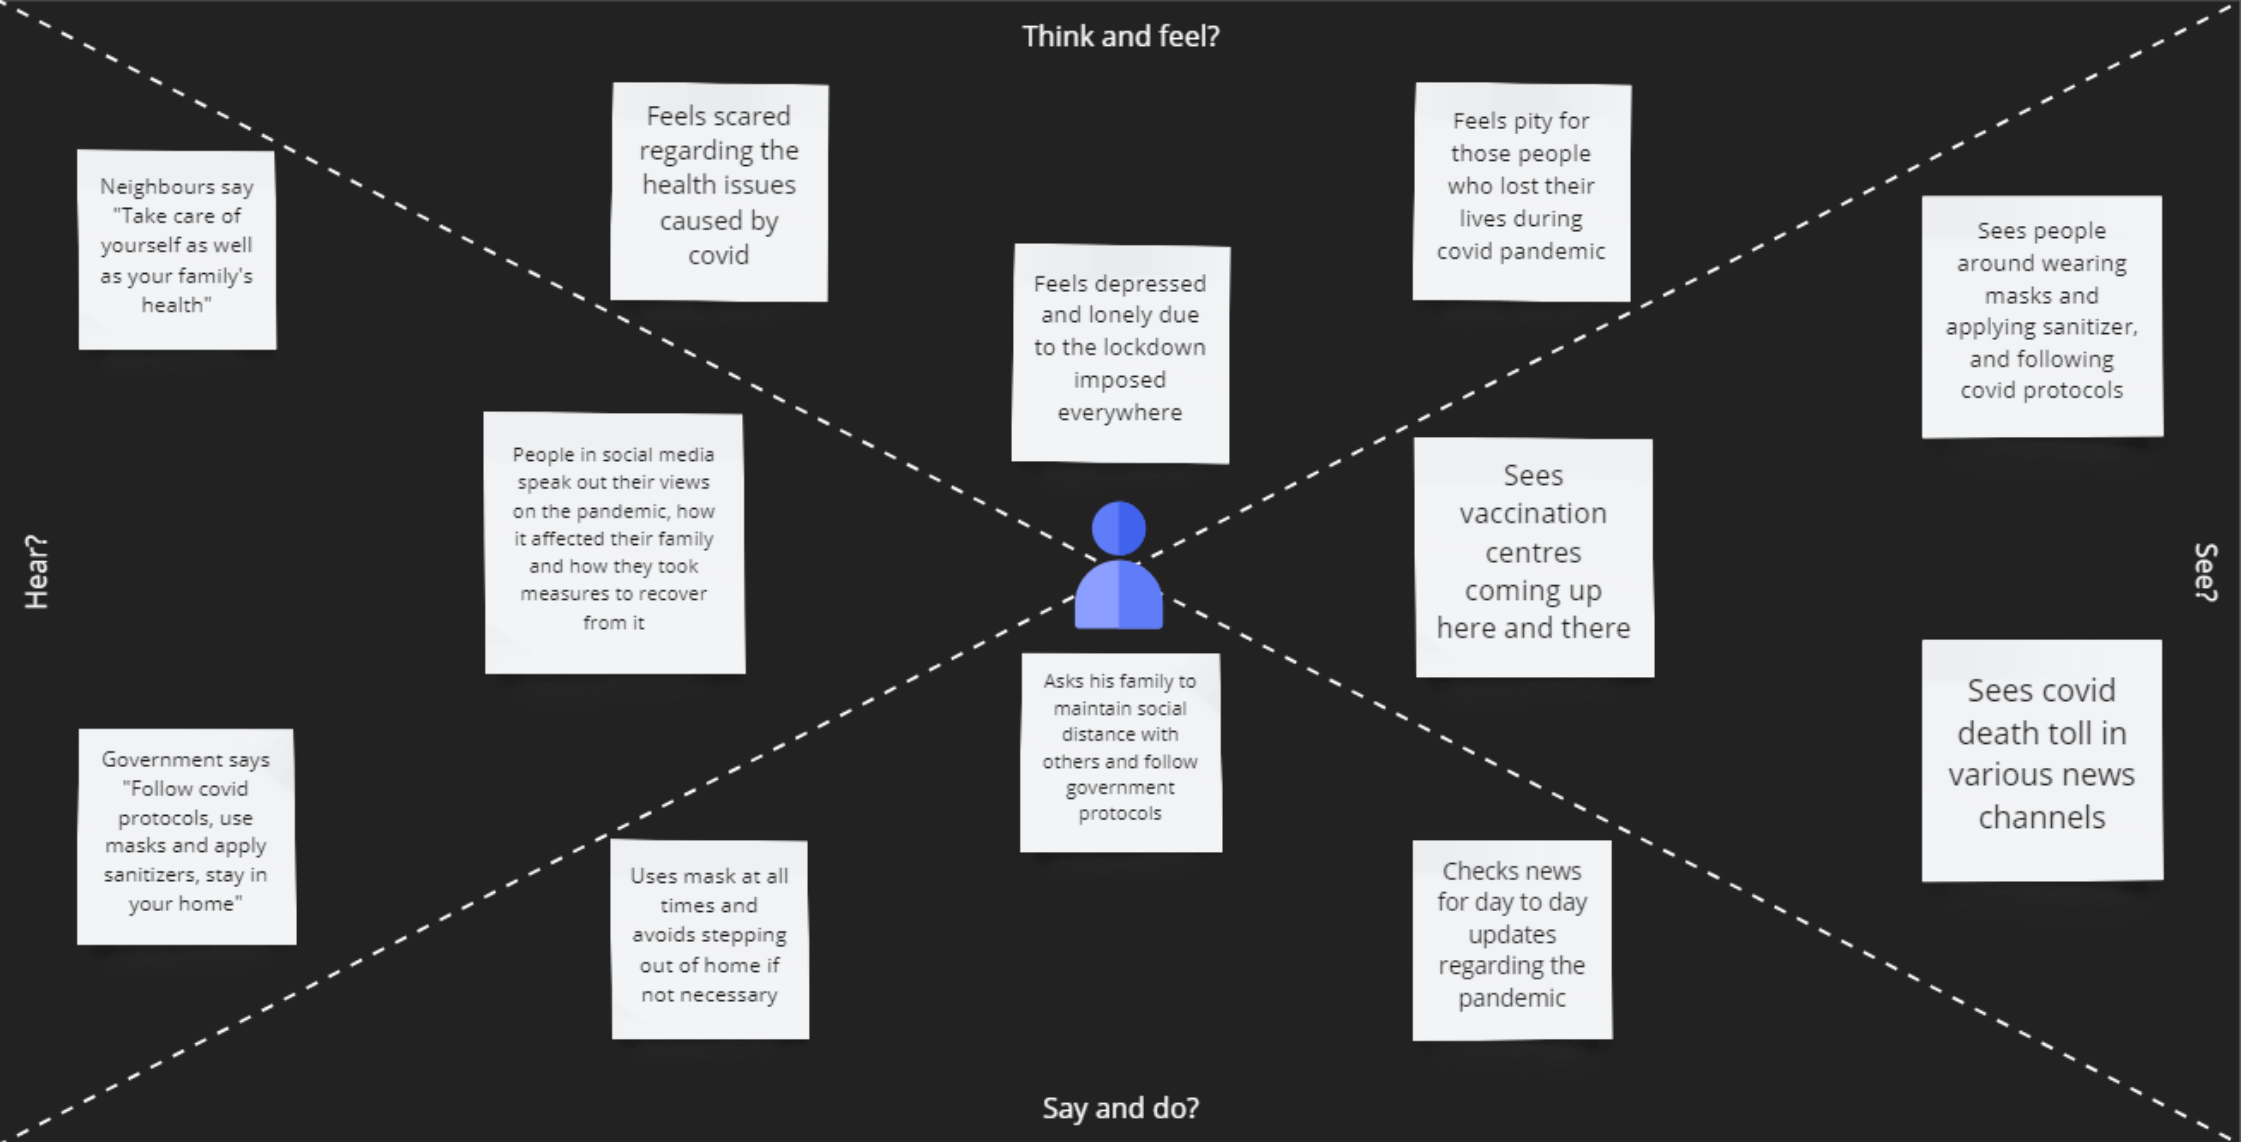 Think and feel?
Feels scared
regarding the
health issues
caused by
covid
Feels pity for
those people
who lost their
lives during
covid pandemic
Feels depressed
and lonely due
to the lockdown
imposed
everywhere
Hear?
Neighbours say
"Take care of
yourself as well
as your family's
health"
People in social media
speak out their views
on the pandemic, how
it affected their family
and how they took
measures to recover
from it
Government says
"Follow covid
protocols, use
masks and apply
sanitizers, stay in
your home"
See?
Sees people
around wearing
masks and
applying sanitizer,
and following
covid protocols
Sees
vaccination
centres
coming up
here and there
Sees covid
death toll in
various news
channels
Asks his family to
maintain social
distance with
others and follow
government
protocols
Uses mask at all
times and
avoids stepping
out of home if
not necessary
Checks news
for day to day
updates
regarding the
pandemic
Say and do?